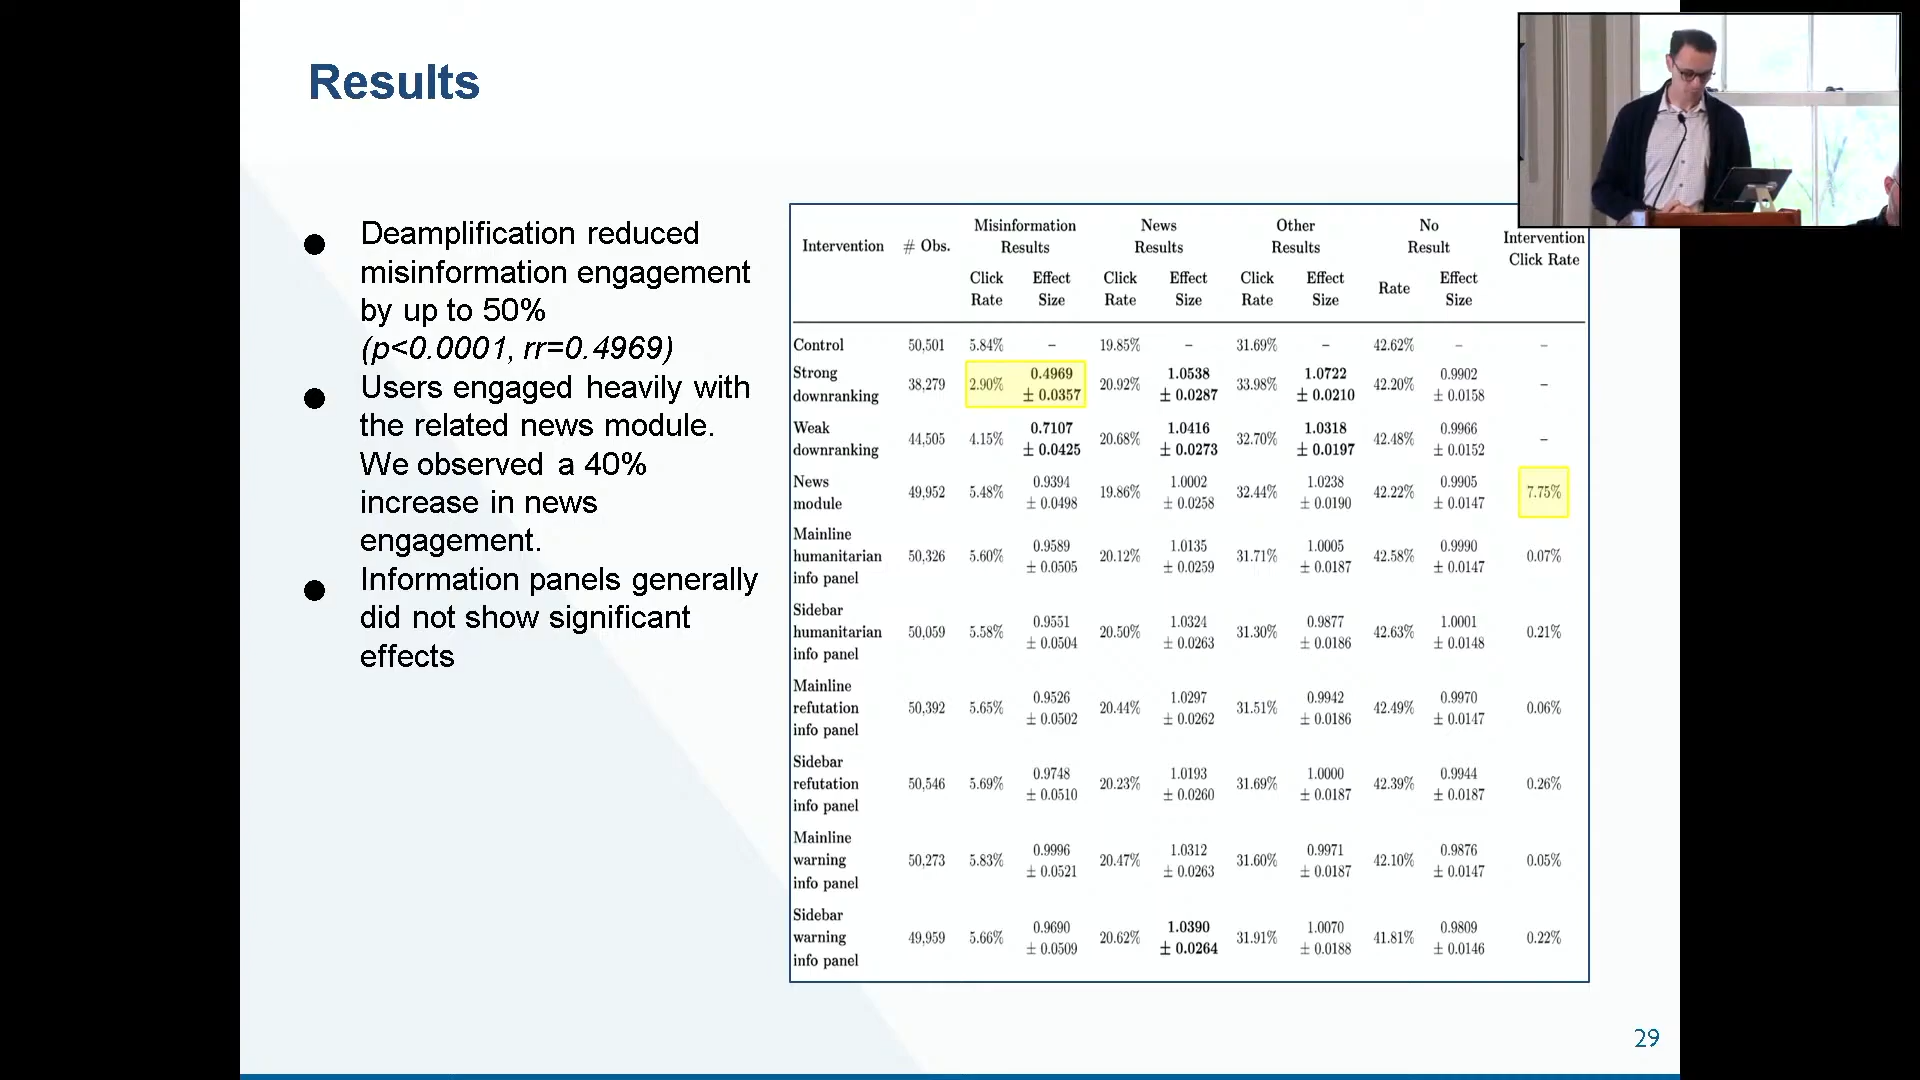 Results
Deamplification reduced
misinformation engagement
by up to 50%
(p<0.0001, rr=0.4969)
Users engaged heavily with
the related news module.
We observed a 40%
increase in news
engagement.
Information panels generally
did not show significant
effects
Intervention # Obs. Misinformation Results News Results Other Results No Result Intervention Click Rate
Click Rate Effect Size Click Rate Effect Size Click Rate Effect Size Rate Effect Size
Control 50,501 5.84% – 19.85% – 31.69% – 42.62% – –
Strong downranking 38,279 2.90% 0.4969 ± 0.0357 20.92% 1.0538 ± 0.0287 33.98% 1.0722 ± 0.0210 42.20% 0.9902 ± 0.0158 –
Weak downranking 44,505 4.15% 0.7107 ± 0.0425 20.68% 1.0416 ± 0.0273 32.70% 1.0318 ± 0.0197 42.48% 0.9966 ± 0.0152 –
News module 49,952 5.48% 0.9394 ± 0.0498 19.86% 1.0002 ± 0.0258 32.44% 1.0238 ± 0.0190 42.22% 0.9905 ± 0.0147 7.75%
Mainline humanitarian info panel 50,326 5.60% 0.9589 ± 0.0505 20.12% 1.0135 ± 0.0259 31.71% 1.0005 ± 0.0187 42.58% 0.9990 ± 0.0147 0.07%
Sidebar humanitarian info panel 50,059 5.58% 0.9551 ± 0.0504 20.50% 1.0324 ± 0.0263 31.30% 0.9877 ± 0.0186 42.63% 1.0001 ± 0.0148 0.21%
Mainline refutation info panel 50,392 5.65% 0.9526 ± 0.0502 20.44% 1.0297 ± 0.0262 31.51% 0.9942 ± 0.0186 42.49% 0.9970 ± 0.0147 0.06%
Sidebar refutation info panel 50,546 5.69% 0.9748 ± 0.0510 20.23% 1.0193 ± 0.0260 31.69% 1.0000 ± 0.0187 42.39% 0.9944 ± 0.0187 0.26%
Mainline warning info panel 50,273 5.83% 0.9996 ± 0.0521 20.47% 1.0312 ± 0.0263 31.60% 0.9971 ± 0.0187 42.10% 0.9876 ± 0.0147 0.05%
Sidebar warning info panel 49,959 5.66% 0.9690 ± 0.0509 20.62% 1.0390 ± 0.0264 31.91% 1.0070 ± 0.0188 41.81% 0.9809 ± 0.0146 0.22%
29